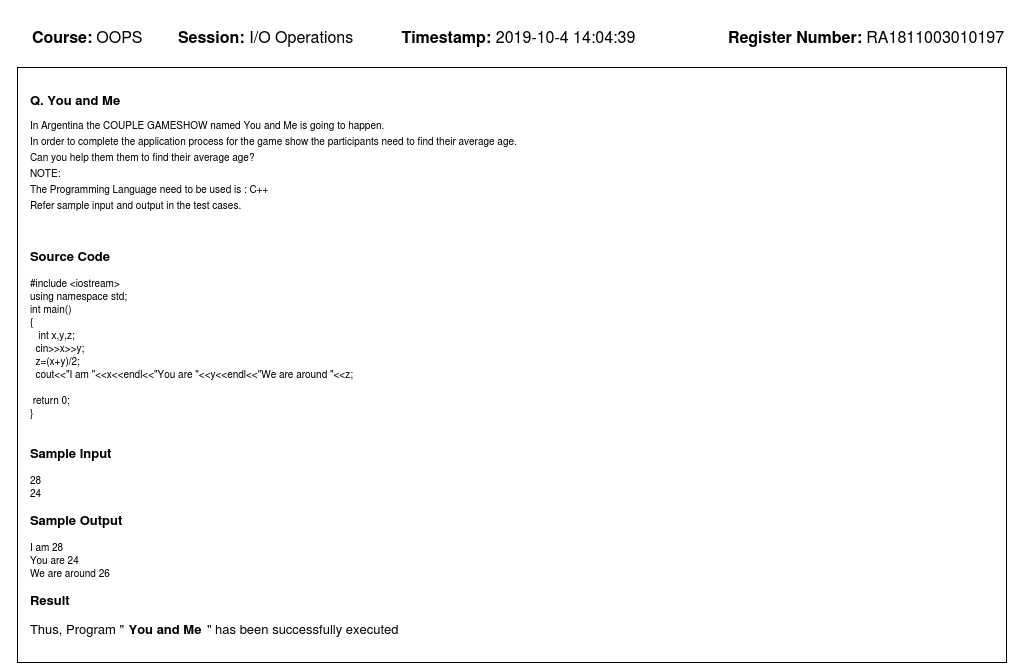 Course: OOPS Session: I/O Operations Timestamp: 2019-10-4 14:04:39 Register Number: RA1811003010197
Q. You and Me
In Argentina the COUPLE GAMESHOW named You and Me is going to happen.
In order to complete the application process for the game show the participants need to find their average age.
Can you help them them to find their average age?
NOTE:
The Programming Language need to be used is : C++
Refer sample input and output in the test cases.
Source Code
#include <iostream>
using namespace std;
int main()
{
int x,y,z;
cin>>x>>y;
z=(x+y)/2;
cout<<"I am "<<x<<endl<<"You are "<<y<<endl<<"We are around "<<z;
return 0;
}
Sample Input
28
24
Sample Output
I am 28
You are 24
We are around 26
Result
Thus, Program " You and Me " has been successfully executed